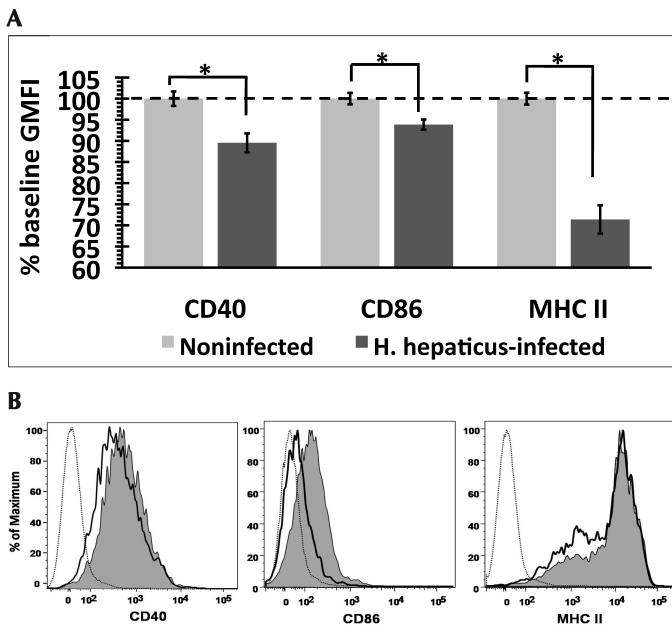 A
% baseline GMFI
105
100
95
90
85
80
75
70
65
60
*
*
*
CD40 CD86 MHC II
Noninfected H. hepaticus-infected
B
% of Maximum
100
80
60
40
20
0
0 10² 10³ 10⁴ 10⁵
CD40
100
80
60
40
20
0
0 10² 10³ 10⁴ 10⁵
CD86
100
80
60
40
20
0
0 10² 10³ 10⁴ 10⁵
MHC II